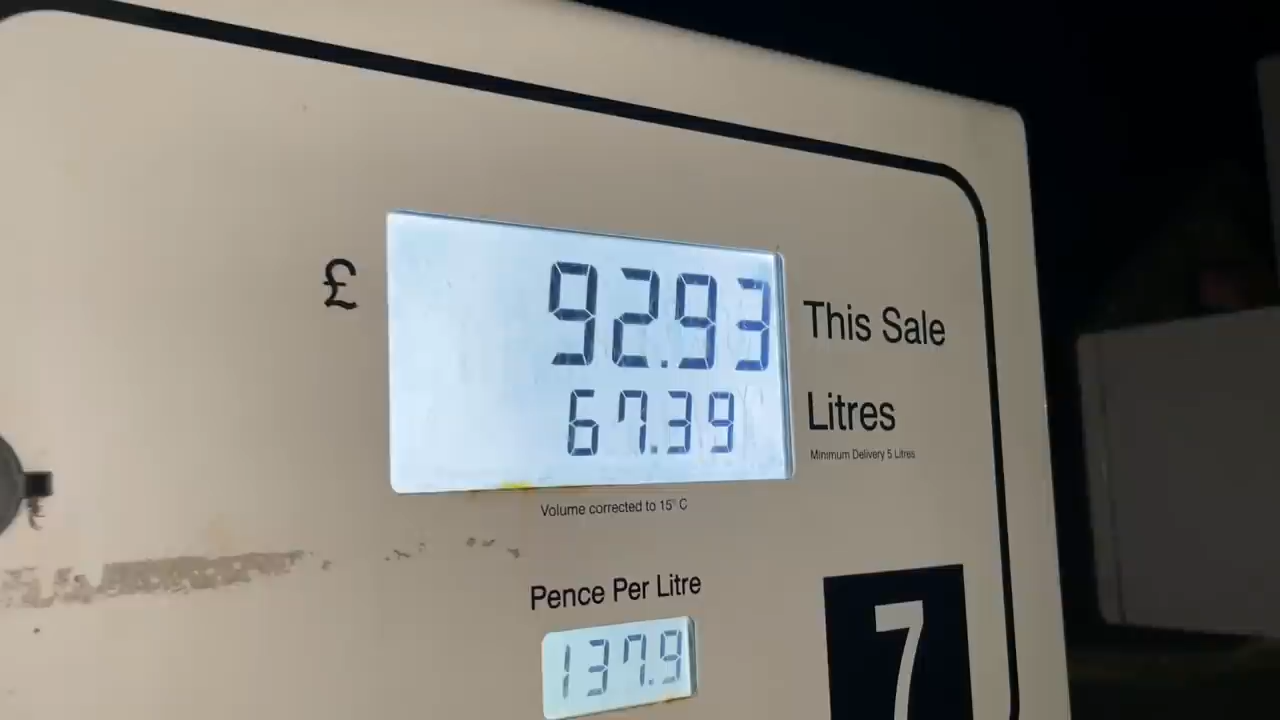 £ 92.93 This Sale
67.39 Litres
Minimum Delivery 5 Litres
Volume corrected to 15° C
Pence Per Litre
137.9
7